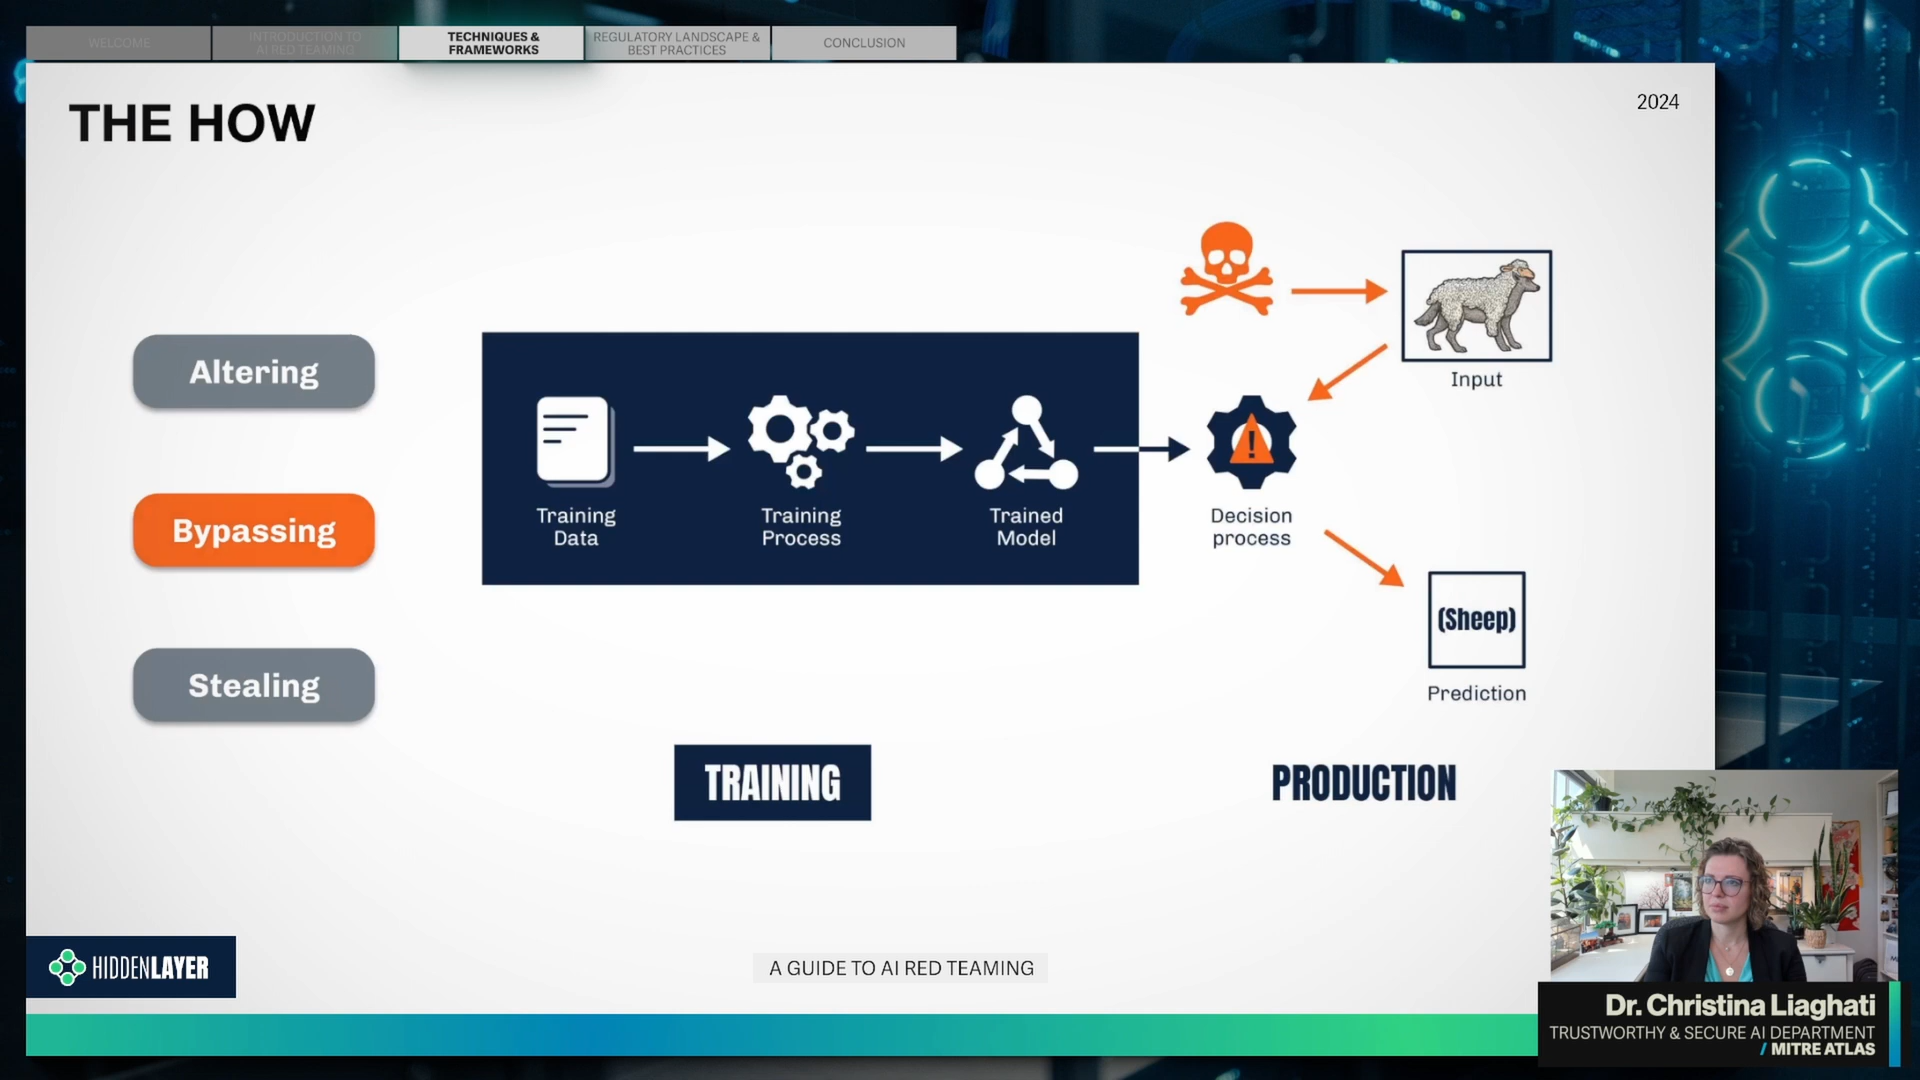 WELCOME
INTRODUCTION TO
AI RED TEAMING
TECHNIQUES &
FRAMEWORKS
REGULATORY LANDSCAPE &
BEST PRACTICES
CONCLUSION
THE HOW
2024
Altering
Bypassing
Stealing
Training
Data
Training
Process
Trained
Model
Decision
process
Input
(Sheep)
Prediction
TRAINING
PRODUCTION
HIDDENLAYER
A GUIDE TO AI RED TEAMING
Dr. Christina Liaghati
TRUSTWORTHY & SECURE AI DEPARTMENT
/ MITRE ATLAS